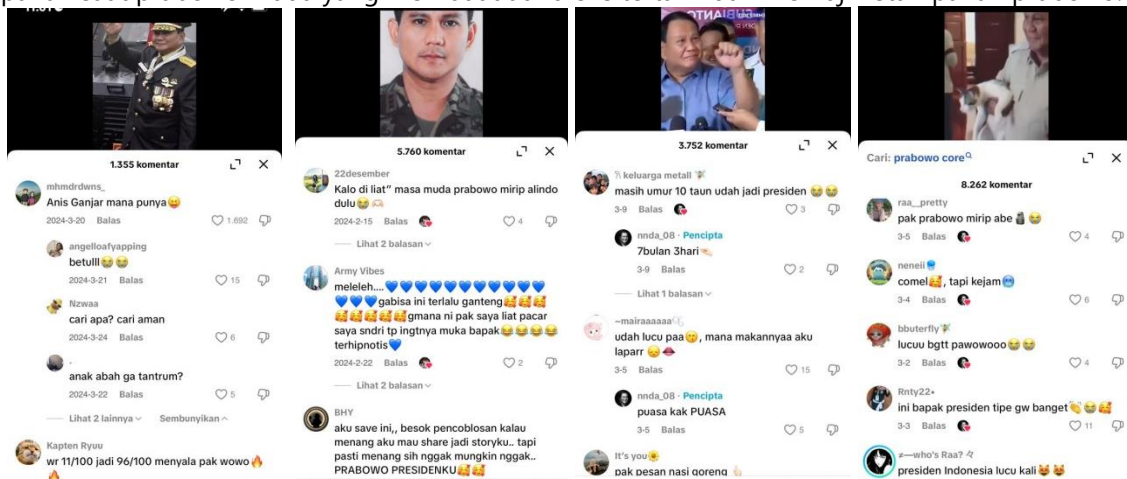 1.355 komentar
mhmdrdwns_
Anis Ganjar mana punya😛
2024-3-20 Balas 1.692
angelloafyapping
betulll😭😭
2024-3-21 Balas 15
Nzwaa
cari apa? cari aman
2024-3-24 Balas 6
.
anak abah ga tantrum?
2024-3-22 Balas 5
Lihat 2 lainnya Sembunyikan
Kapten Ryuu
wr 11/100 jadi 96/100 menyala pak wowo🔥
🔥
5.760 komentar
22desember
Kalo di liat” masa muda prabowo mirip alindo
dulu😭🫶🏻
2024-2-15 Balas 4
Lihat 2 balasan
Army Vibes
meleleh....💙💙💙💙💙💙💙💙💙💙💙
💙💙💙gabisa ini terlalu ganteng🥰🥰🥰
🥰🥰🥰🥰🥰gmana ni pak saya liat pacar
saya sndri tp ingtnya muka bapak😂😂😂😂
terhipnotis💙
2024-2-22 Balas 2
Lihat 2 balasan
BHY
aku save ini,, besok pencoblosan kalau
menang aku mau share jadi storyku.. tapi
pasti menang sih nggak mungkin nggak..
PRABOWO PRESIDENKU🥰🥰
3.752 komentar
keluarga metall
masih umur 10 taun udah jadi presiden 😭😭
3-9 Balas 3
nnda_08 · Pencipta
7bulan 3hari🤏🏻
3-9 Balas 2
Lihat 1 balasan
~mairaaaaaa
udah lucu paa😋, mana makannyaa aku
laparr 😞👄
3-5 Balas 15
nnda_08 · Pencipta
puasa kak PUASA
3-5 Balas 5
It's you🌼
pak pesan nasi goreng👆🏻
Cari: prabowo core
8.262 komentar
raa__pretty
pak prabowo mirip abe🗿😭
3-5 Balas 4
neneii
comel🥰, tapi kejam🥶
3-4 Balas 6
bbuterfly
lucuu bgtt pawowooo😭😭
3-2 Balas 4
Rnty22•
ini bapak presiden tipe gw banget👏😭🥰
3-3 Balas 11
≠—who's Raa?
presiden Indonesia lucu kali😻😻